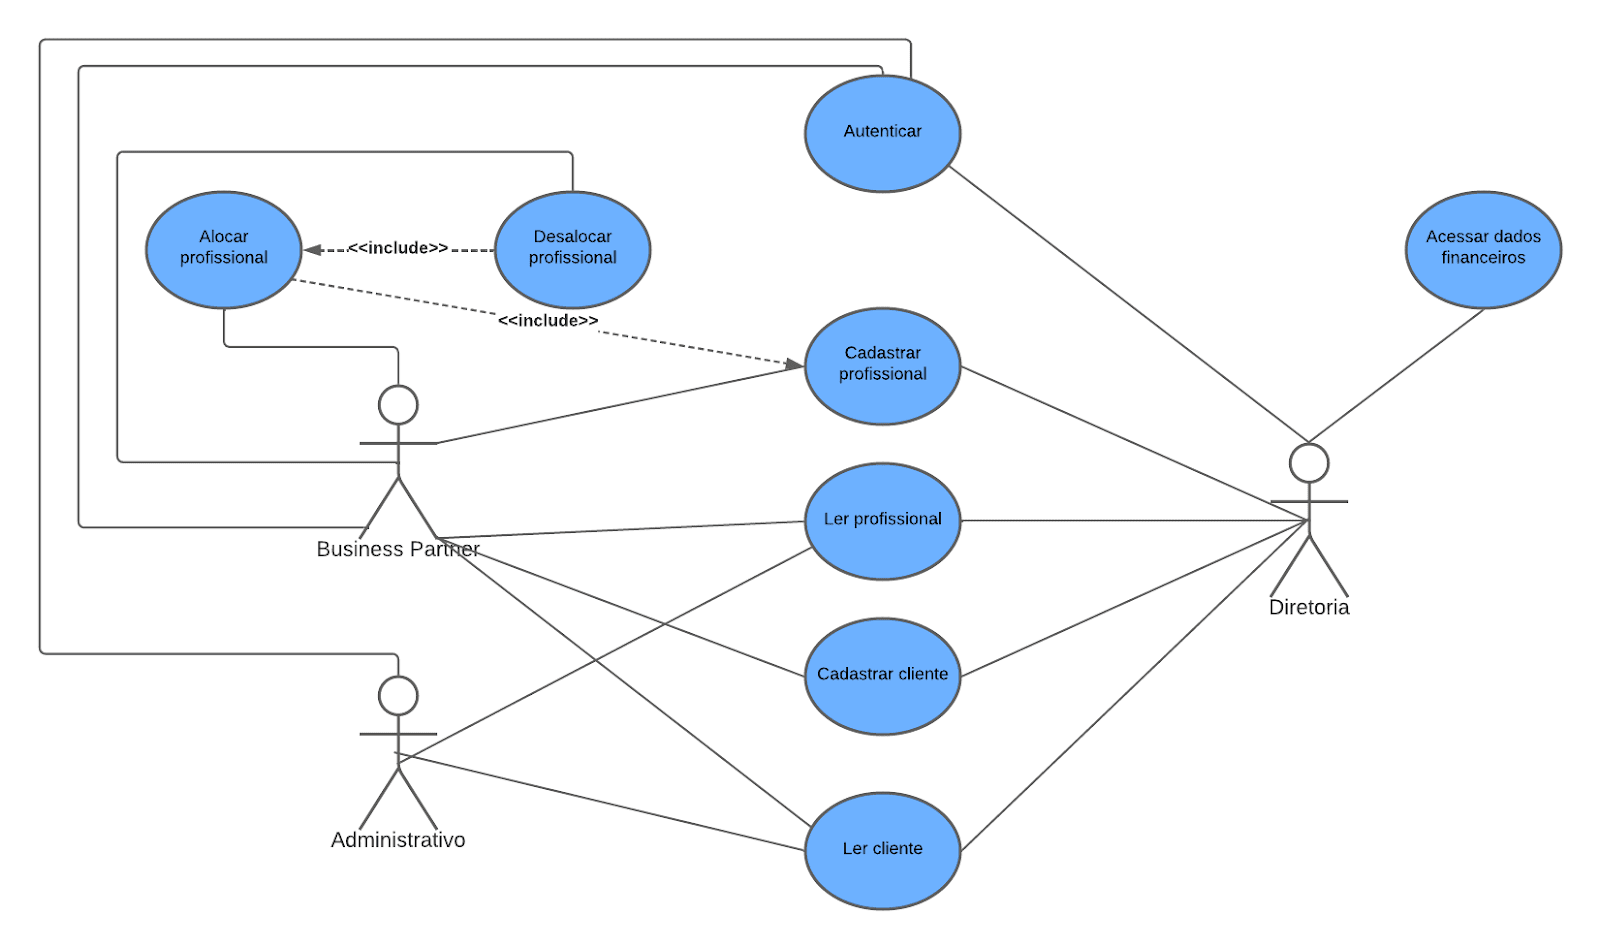 Autenticar
Alocar
profissional
<<include>>
Desalocar
profissional
Acessar dados
financeiros
<<include>>
Cadastrar
profissional
Ler profissional
Business Partner
Diretoria
Cadastrar cliente
Administrativo
Ler cliente